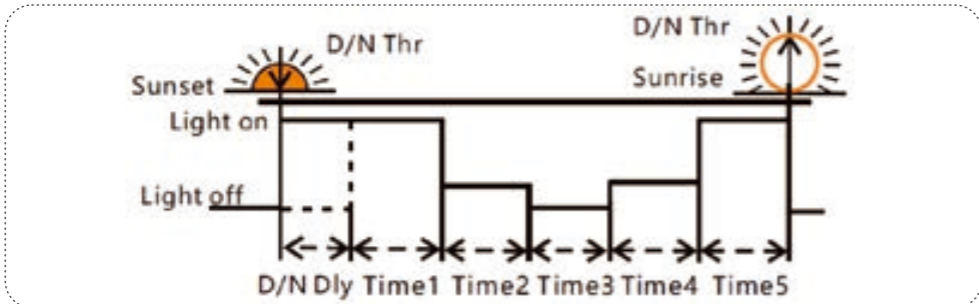 D/N Thr
D/N Thr
Sunset
Sunrise
Light on
Light off
D/N Dly Time1 Time2 Time3 Time4 Time5